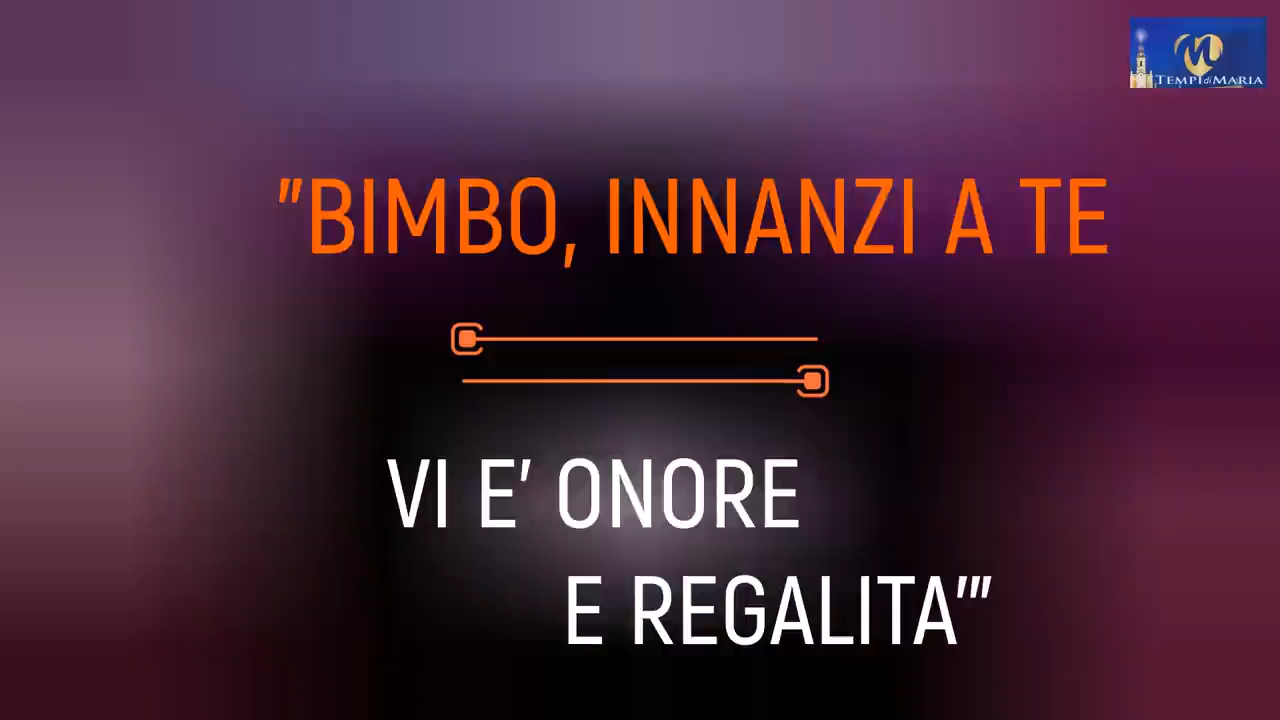 TEMPI di MARIA
"BIMBO, INNANZI A TE
VI E' ONORE
E REGALITA'"